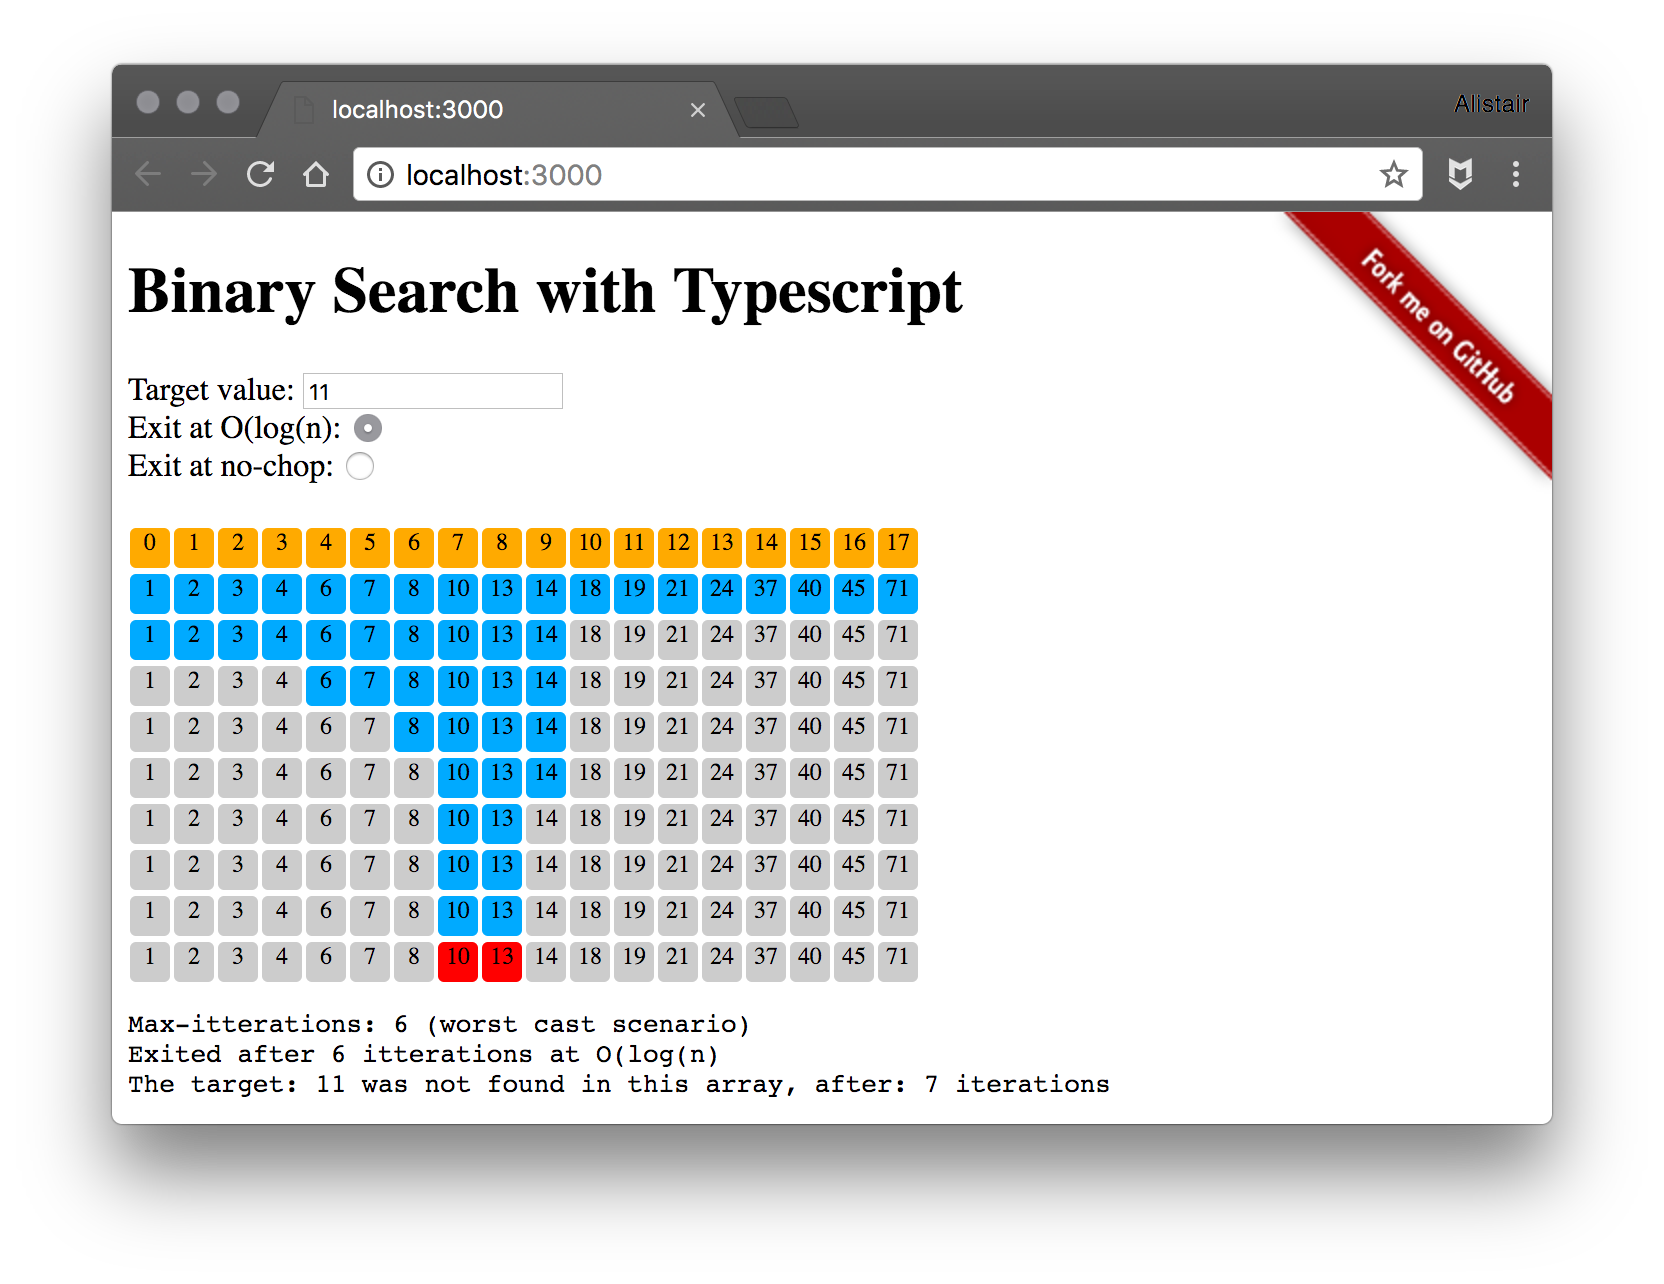 localhost:3000
Alistair
localhost:3000
Fork me on GitHub
Binary Search with Typescript
Target value: 11
Exit at O(log(n):
Exit at no-chop:
0 1 2 3 4 5 6 7 8 9 10 11 12 13 14 15 16 17
1 2 3 4 6 7 8 10 13 14 18 19 21 24 37 40 45 71
1 2 3 4 6 7 8 10 13 14 18 19 21 24 37 40 45 71
1 2 3 4 6 7 8 10 13 14 18 19 21 24 37 40 45 71
1 2 3 4 6 7 8 10 13 14 18 19 21 24 37 40 45 71
1 2 3 4 6 7 8 10 13 14 18 19 21 24 37 40 45 71
1 2 3 4 6 7 8 10 13 14 18 19 21 24 37 40 45 71
1 2 3 4 6 7 8 10 13 14 18 19 21 24 37 40 45 71
1 2 3 4 6 7 8 10 13 14 18 19 21 24 37 40 45 71
1 2 3 4 6 7 8 10 13 14 18 19 21 24 37 40 45 71
Max-itterations: 6 (worst cast scenario)
Exited after 6 itterations at O(log(n)
The target: 11 was not found in this array, after: 7 iterations